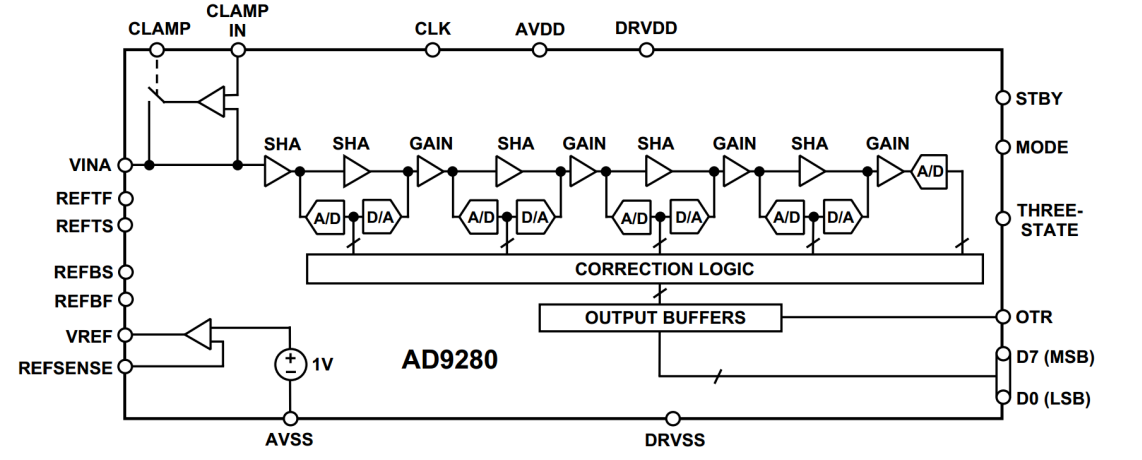 CLAMP
CLAMP
IN
CLK
AVDD
DRVDD
STBY
MODE
THREE-
STATE
OTR
D7 (MSB)
D0 (LSB)
VINA
REFTF
REFTS
REFBS
REFBF
VREF
REFSENSE
SHA SHA GAIN SHA GAIN SHA GAIN SHA GAIN
A/D
A/D D/A A/D D/A A/D D/A A/D D/A
CORRECTION LOGIC
OUTPUT BUFFERS
+
−
1V
AD9280
AVSS
DRVSS